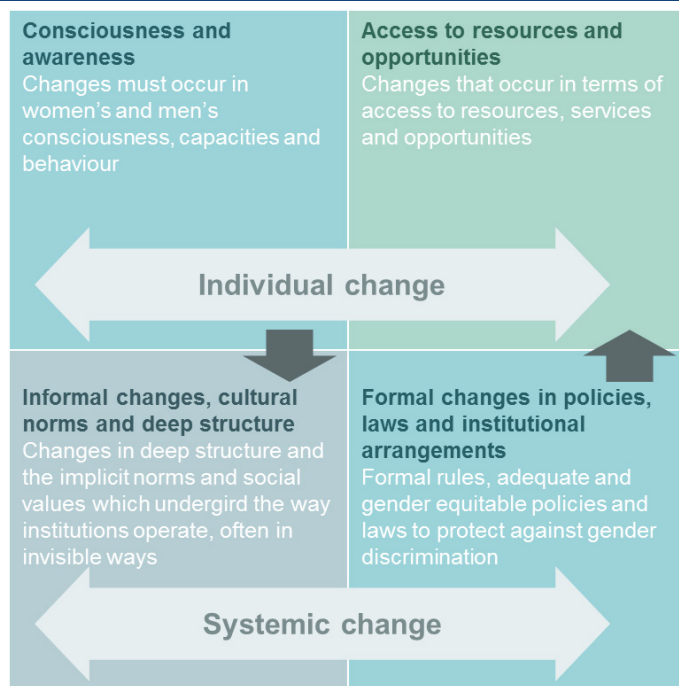 Consciousness and
awareness
Changes must occur in
women's and men's
consciousness, capacities and
behaviour
Access to resources and
opportunities
Changes that occur in terms of
access to resources, services
and opportunities
Individual change
Informal changes, cultural
norms and deep structure
Changes in deep structure and
the implicit norms and social
values which undergird the way
institutions operate, often in
invisible ways
Formal changes in policies,
laws and institutional
arrangements
Formal rules, adequate and
gender equitable policies and
laws to protect against gender
discrimination
Systemic change